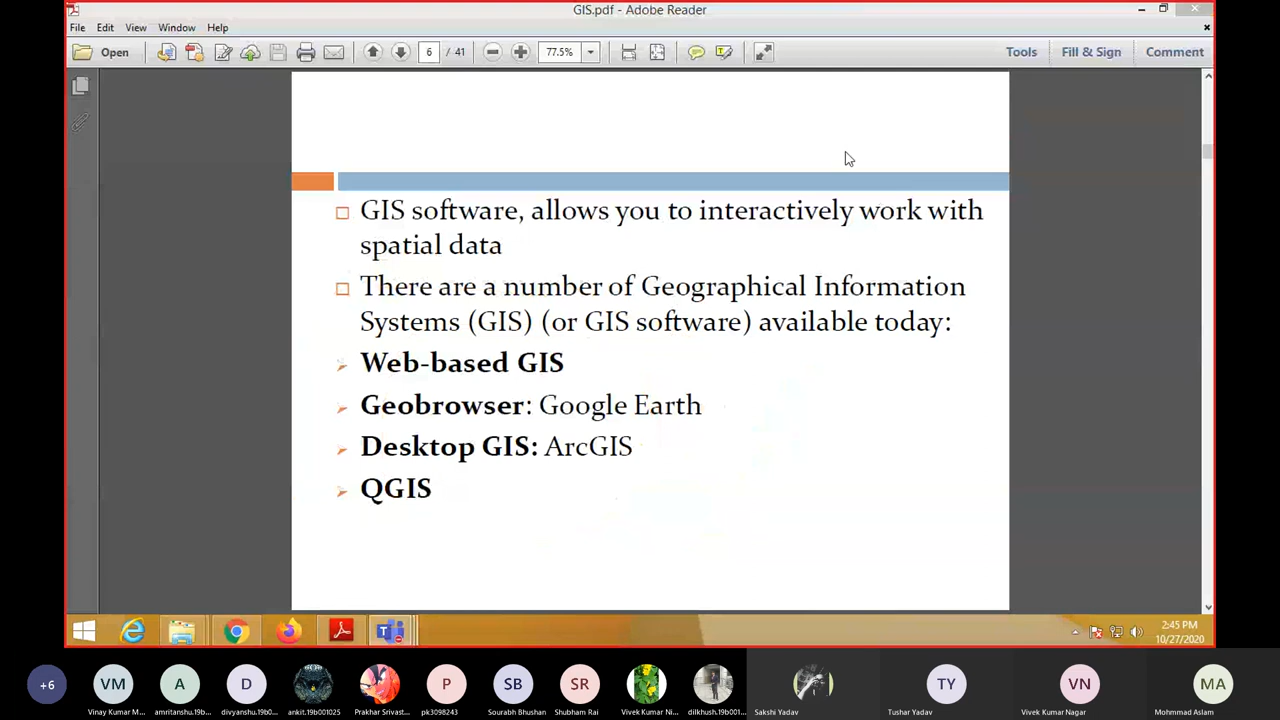 GIS.pdf - Adobe Reader
File Edit View Window Help
Open 6 / 41 77.5% Tools Fill & Sign Comment
GIS software, allows you to interactively work with
spatial data
There are a number of Geographical Information
Systems (GIS) (or GIS software) available today:
Web-based GIS
Geobrowser: Google Earth
Desktop GIS: ArcGIS
QGIS
2:45 PM
10/27/2020
+6 VM A D P SB SR TY VN MA
Vinay Kumar M... amritanshu.19b... divyanshu.19b0... ankit.19b001025 Prakhar Srivast... pk3098243 Sourabh Bhushan Shubham Rai Vivek Kumar Ni... dilkhush.19b001... Sakshi Yadav Tushar Yadav Vivek Kumar Nagar Mohmmad Aslam